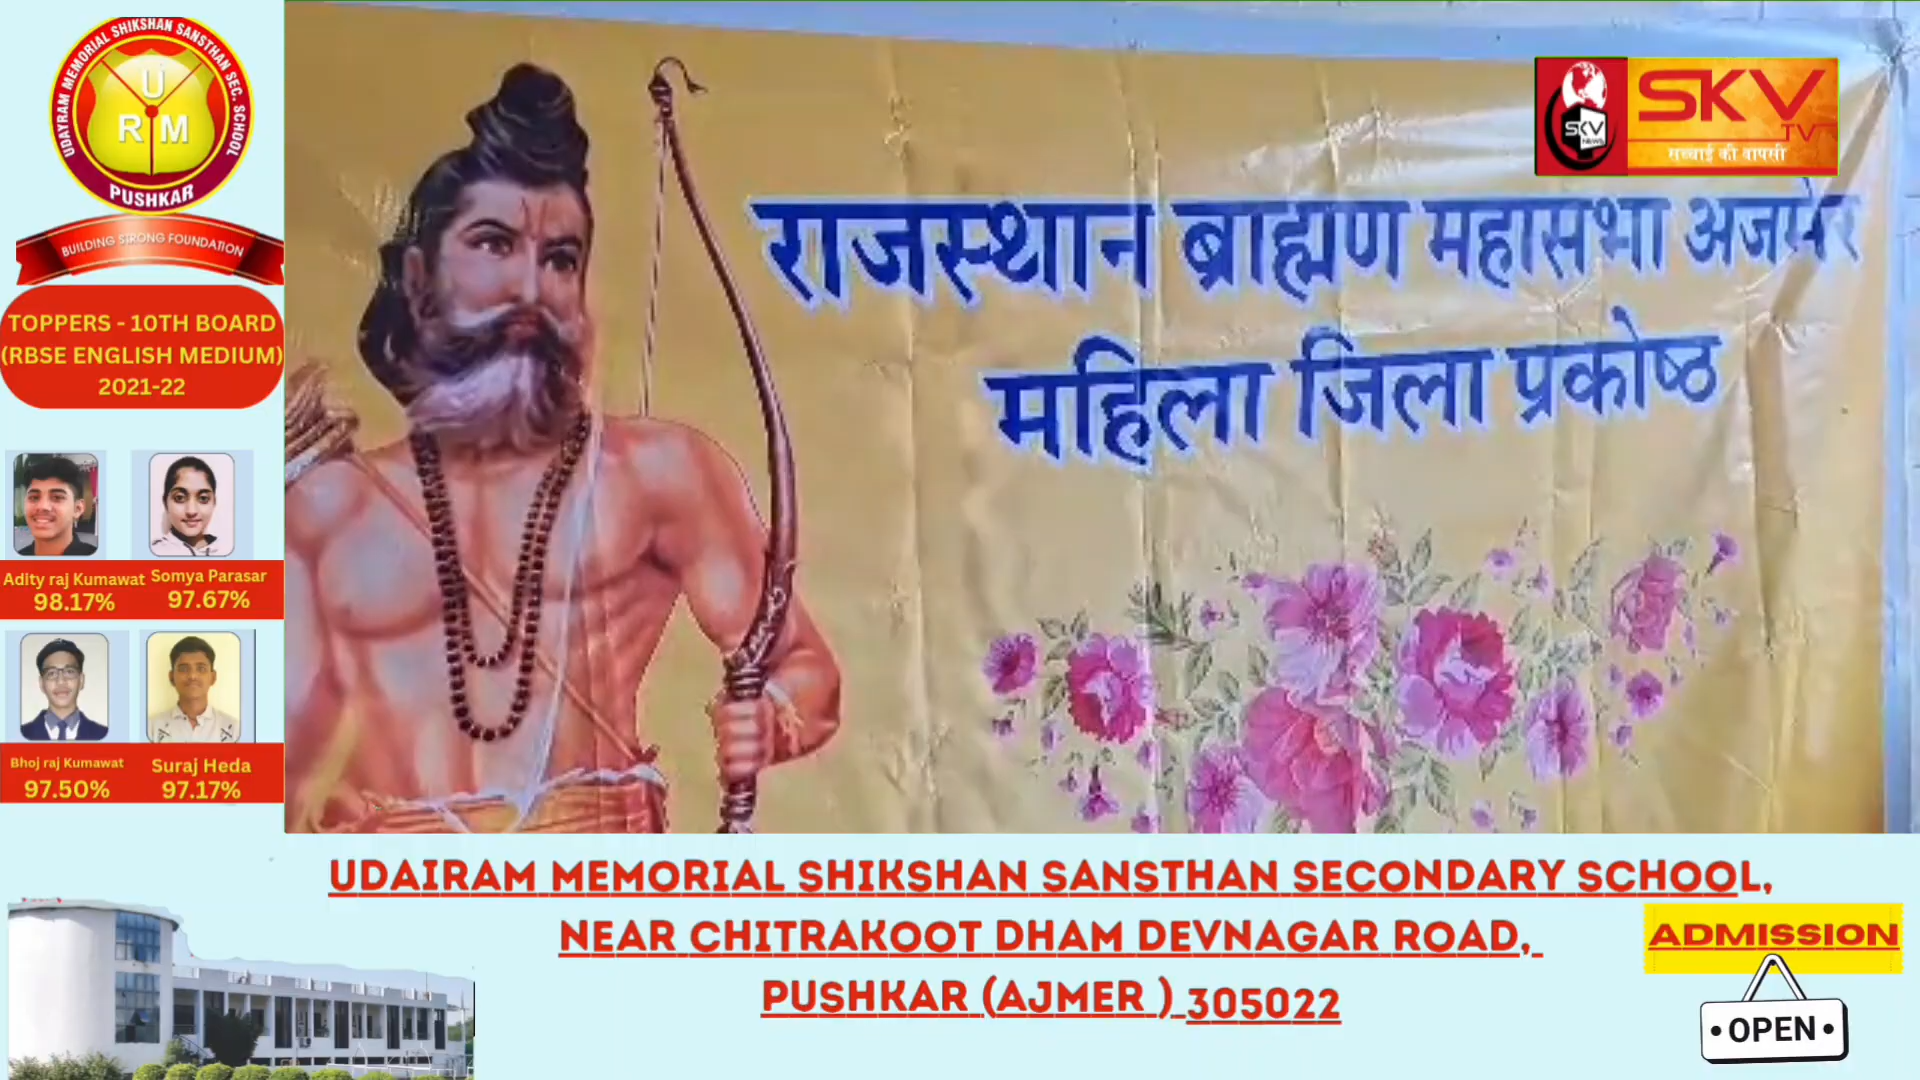 UDAYRAM MEMORIAL SHIKSHAN SANSTHAN SEC. SCHOOL
U
R M
PUSHKAR
BUILDING STRONG FOUNDATION
TOPPERS - 10TH BOARD
(RBSE ENGLISH MEDIUM)
2021-22
Adity raj Kumawat
98.17%
Somya Parasar
97.67%
Bhoj raj Kumawat
97.50%
Suraj Heda
97.17%
SKV
NEWS
SKV
TV
सच्चाई की वापसी
राजस्थान ब्राह्मण महासभा अजमेर
महिला जिला प्रकोष्ठ
UDAIRAM MEMORIAL SHIKSHAN SANSTHAN SECONDARY SCHOOL,
NEAR CHITRAKOOT DHAM DEVNAGAR ROAD,
PUSHKAR (AJMER ) 305022
ADMISSION
• OPEN •